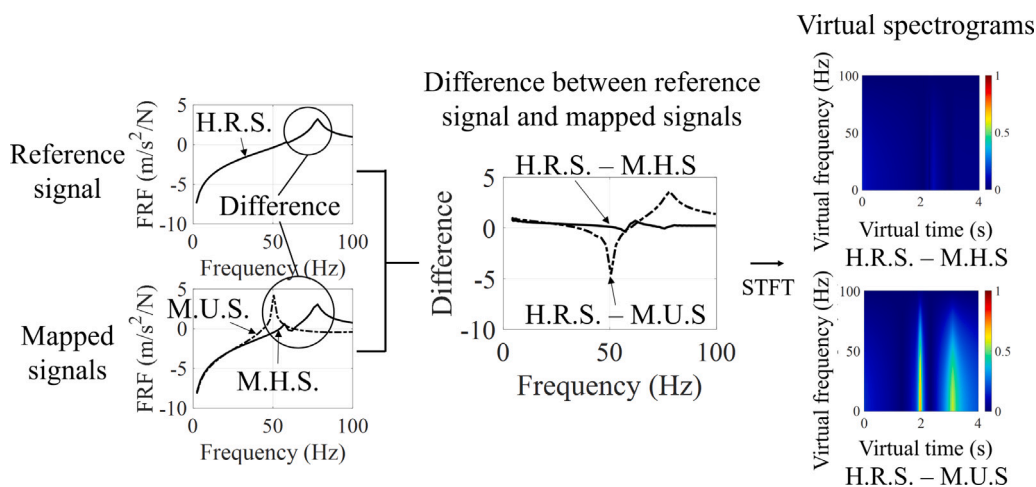 Reference
signal
FRF (m/s²/N)
5
0
-5
-10
H.R.S.
0
50
100
Frequency (Hz)
Difference
Mapped
signals
FRF (m/s²/N)
5
0
-5
-10
M.U.S.
M.H.S.
0
50
100
Frequency (Hz)
Difference between reference
signal and mapped signals
H.R.S. – M.H.S
Difference
5
0
-5
-10
H.R.S. – M.U.S
0
50
100
Frequency (Hz)
STFT
Virtual spectrograms
Virtual frequency (Hz)
100
50
0
0
2
4
1
0.5
0
Virtual time (s)
H.R.S. – M.H.S
Virtual frequency (Hz)
100
50
0
0
2
4
1
0.5
0
Virtual time (s)
H.R.S. – M.U.S